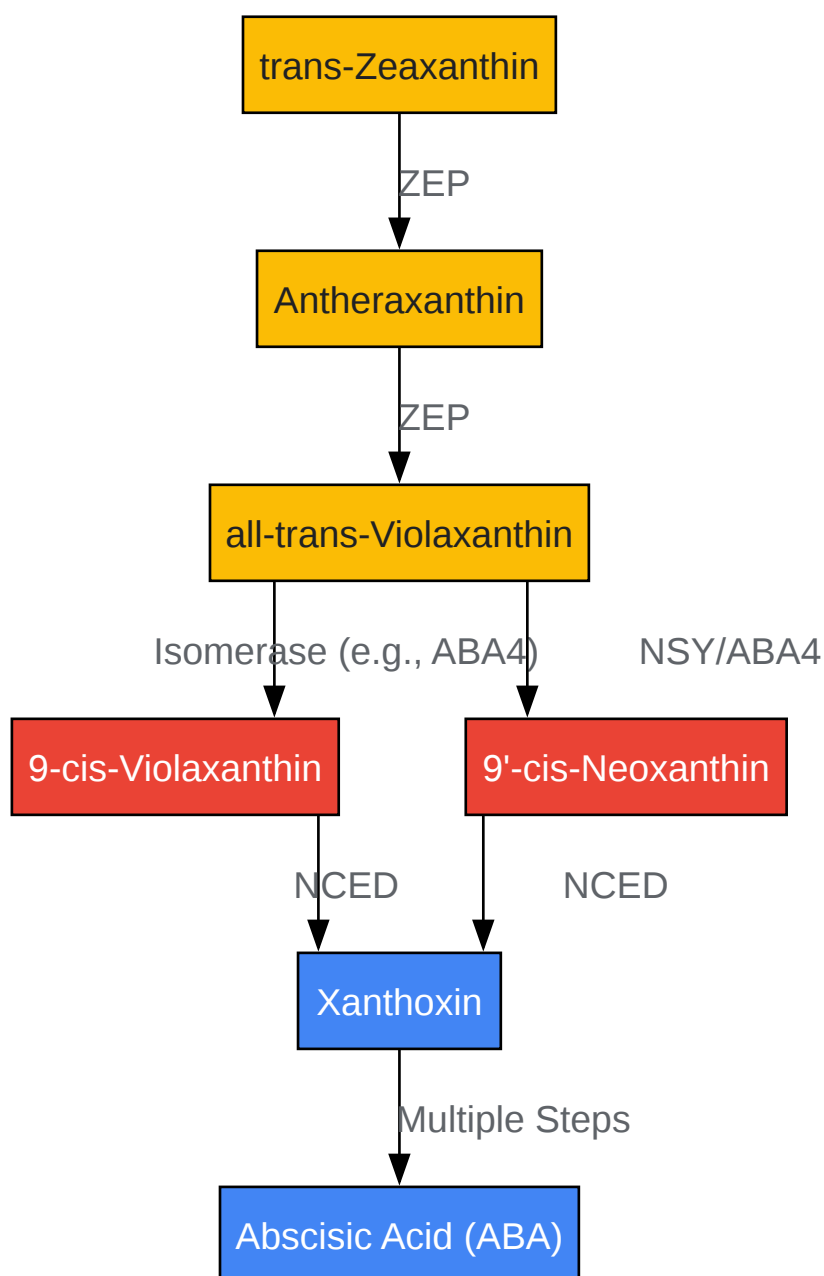 trans-Zeaxanthin
ZEP
Antheraxanthin
ZEP
all-trans-Violaxanthin
Isomerase (e.g., ABA4)
NSY/ABA4
9-cis-Violaxanthin
9'-cis-Neoxanthin
NCED
NCED
Xanthoxin
Multiple Steps
Abscisic Acid (ABA)